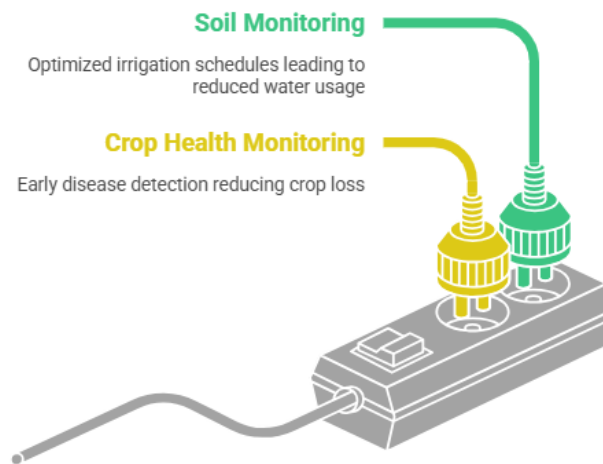 Soil Monitoring
Optimized irrigation schedules leading to
reduced water usage
Crop Health Monitoring
Early disease detection reducing crop loss